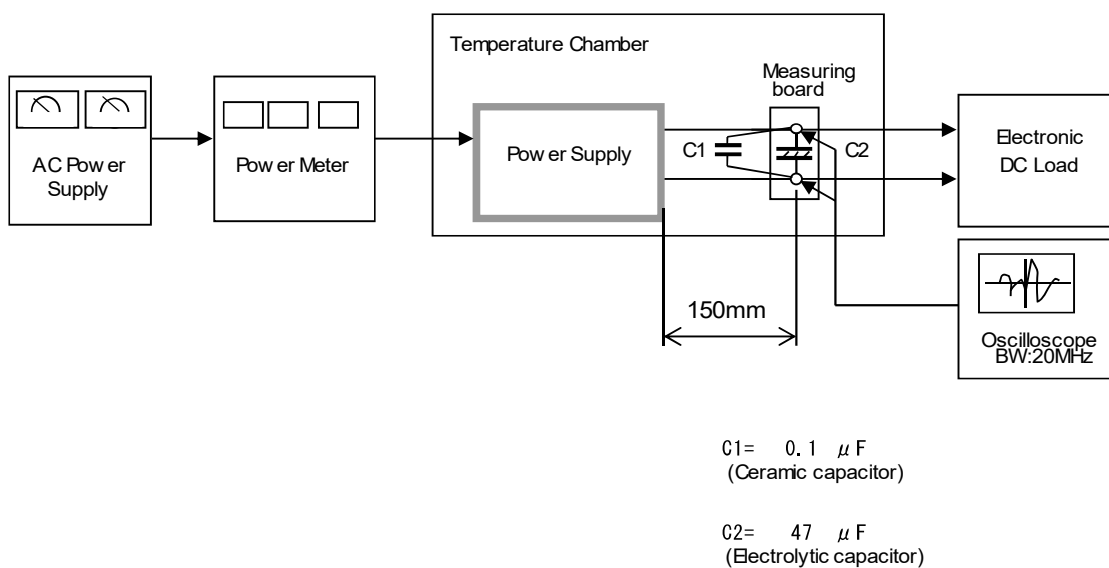 Temperature Chamber
Measuring
board
AC Power
Supply
Power Meter
Power Supply
C1
C2
Electronic
DC Load
150mm
Oscilloscope
BW:20MHz
C1= 0.1 μF
(Ceramic capacitor)
C2= 47 μF
(Electrolytic capacitor)